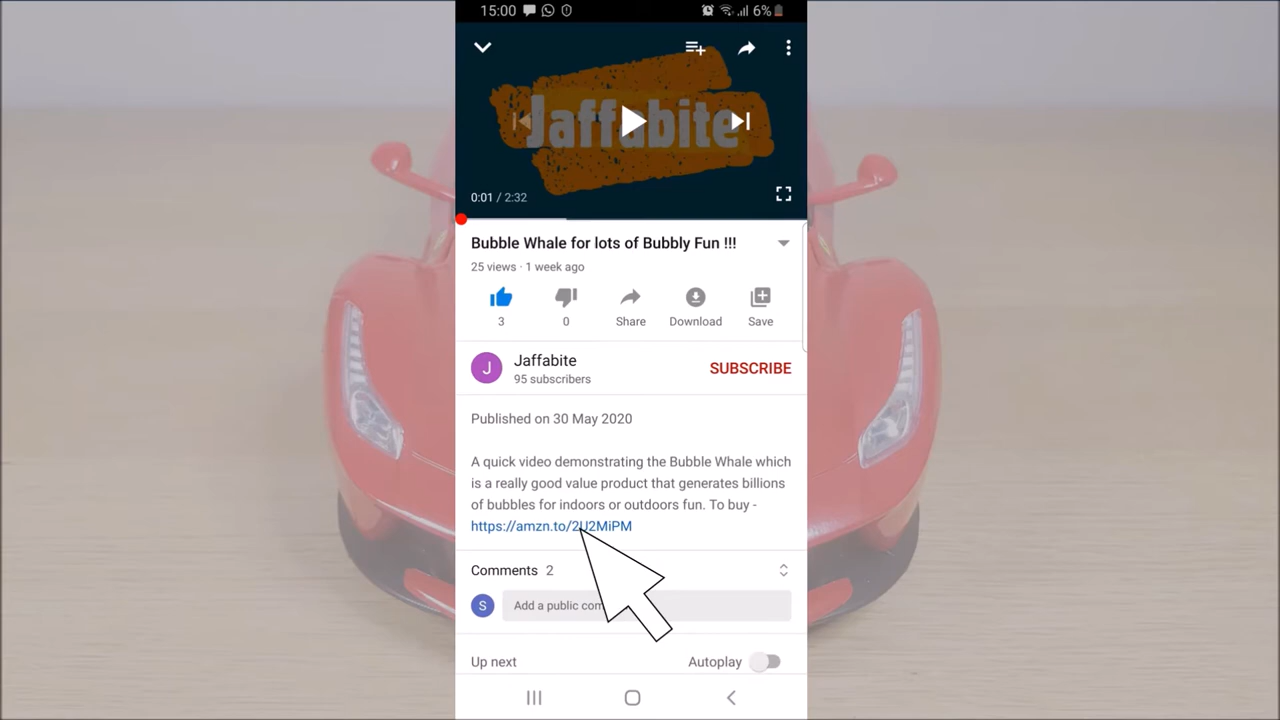 15:00 6%
Jaffabite
0:01 / 2:32
Bubble Whale for lots of Bubbly Fun !!!
25 views · 1 week ago
3 0 Share Download Save
J Jaffabite SUBSCRIBE
95 subscribers
Published on 30 May 2020
A quick video demonstrating the Bubble Whale which
is a really good value product that generates billions
of bubbles for indoors or outdoors fun. To buy -
https://amzn.to/2U2MiPM
Comments 2
S Add a public com
Up next Autoplay